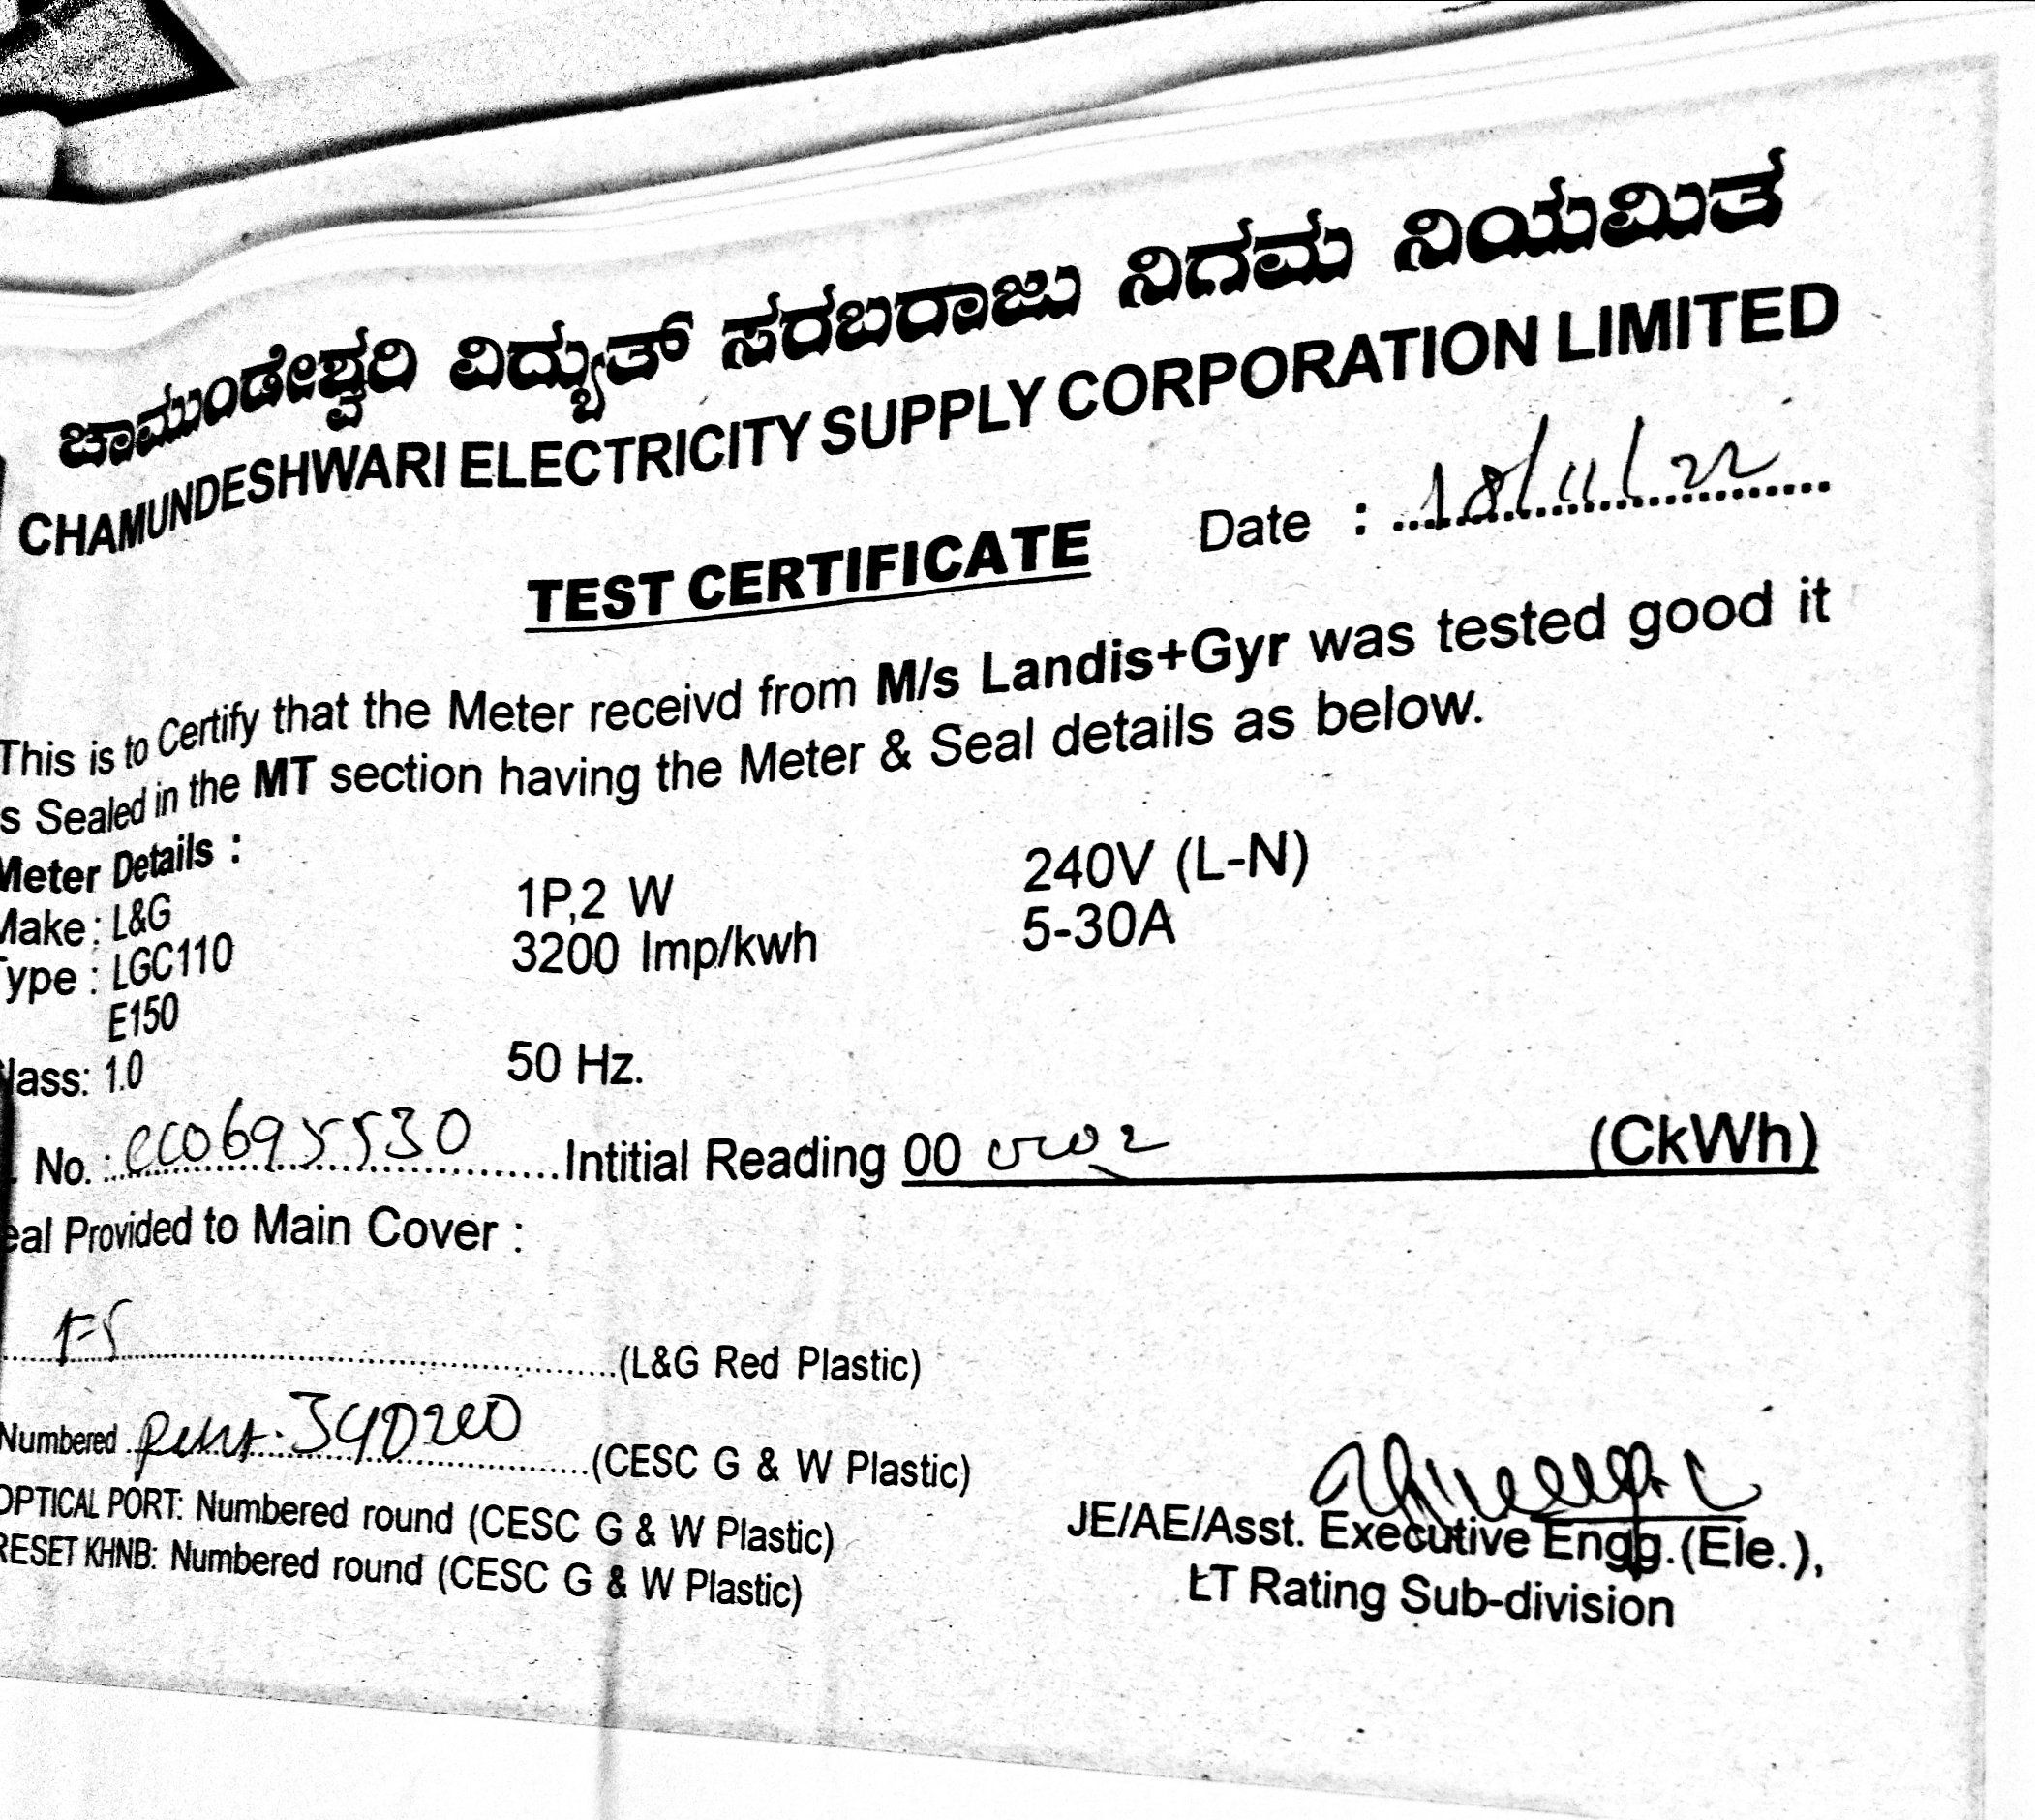 ಚಾಮುಂಡೇಶ್ವರಿ ವಿದ್ಯುತ್ ಸರಬರಾಜು ನಿಗಮ ನಿಯಮಿತ
CHAMUNDESHWARI ELECTRICITY SUPPLY CORPORATION LIMITED
Date : 18/11/22
TEST CERTIFICATE
This is to Certify that the Meter receivd from M/s Landis+Gyr was tested good it
s Sealed in the MT section having the Meter & Seal details as below.
Meter Details :
Make : L&G 1P,2 W 240V (L-N)
Type : LGC110 3200 Imp/kwh 5-30A
E150
lass: 1.0 50 Hz.
No. : eco695530 Intitial Reading 00 (CkWh)
eal Provided to Main Cover :
(L&G Red Plastic)
Numbered (CESC G & W Plastic)
OPTICAL PORT: Numbered round (CESC G & W Plastic)
RESET KHNB: Numbered round (CESC G & W Plastic)
JE/AE/Asst. Executive Engg.(Ele.),
LT Rating Sub-division